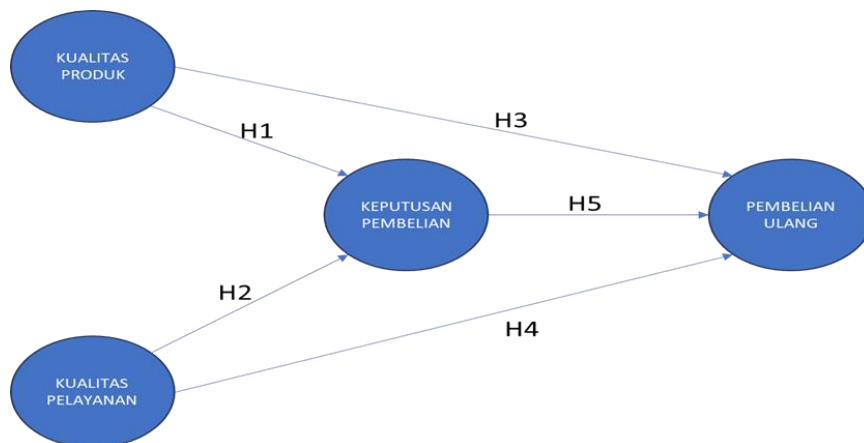 KUALITAS
PRODUK
H1
H3
KEPUTUSAN
PEMBELIAN
H5
PEMBELIAN
ULANG
H2
H4
KUALITAS
PELAYANAN